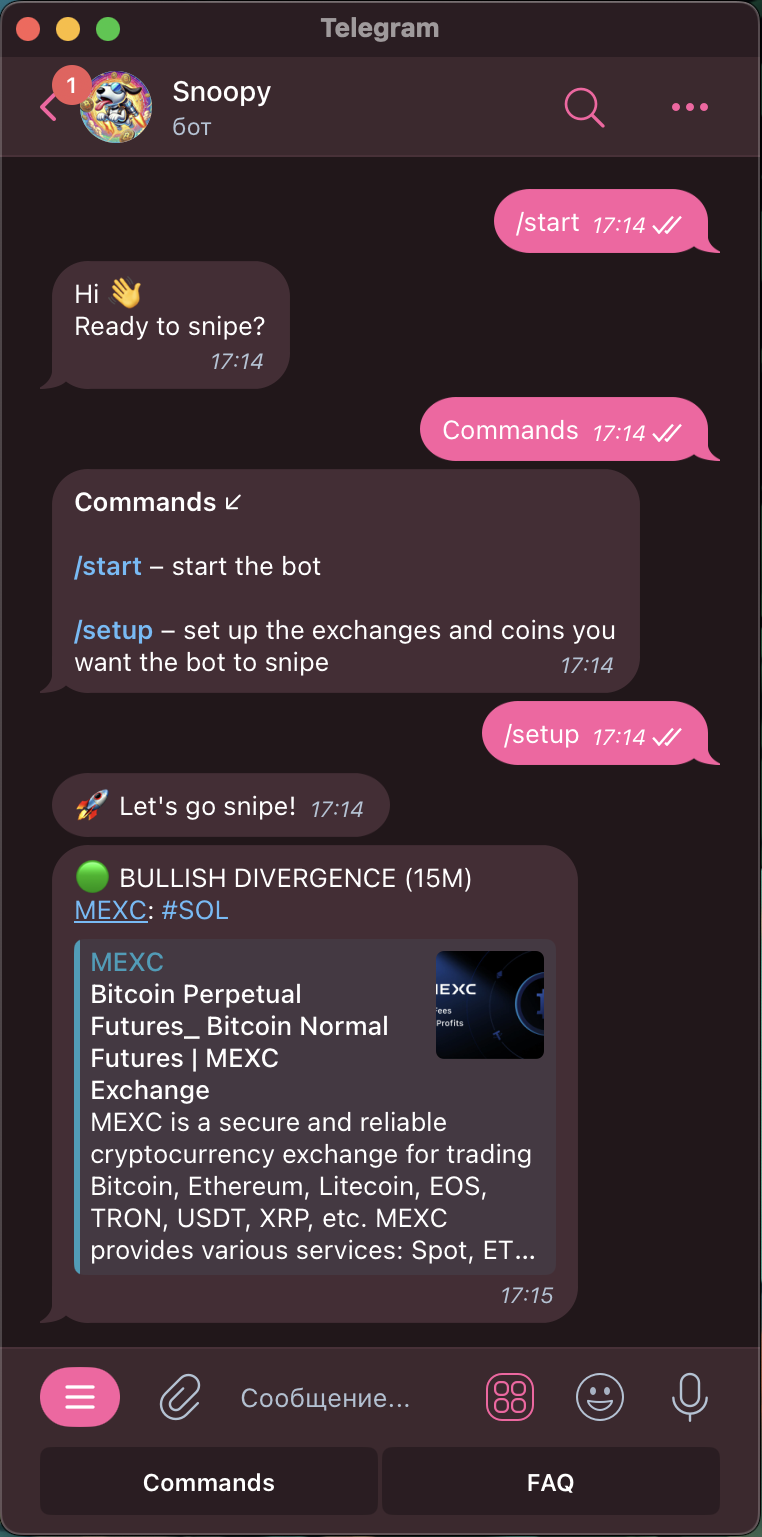 Telegram
1
Snoopy
бот
/start 17:14
Hi 👋
Ready to snipe?
17:14
Commands 17:14
Commands ↙
/start – start the bot
/setup – set up the exchanges and coins you
want the bot to snipe 17:14
/setup 17:14
🚀 Let's go snipe! 17:14
🟢 BULLISH DIVERGENCE (15M)
MEXC: #SOL
MEXC
Bitcoin Perpetual
Futures_ Bitcoin Normal
Futures | MEXC
Exchange
MEXC is a secure and reliable
cryptocurrency exchange for trading
Bitcoin, Ethereum, Litecoin, EOS,
TRON, USDT, XRP, etc. MEXC
provides various services: Spot, ET...
IEXC
ees
Profits
17:15
Сообщение...
Commands
FAQ